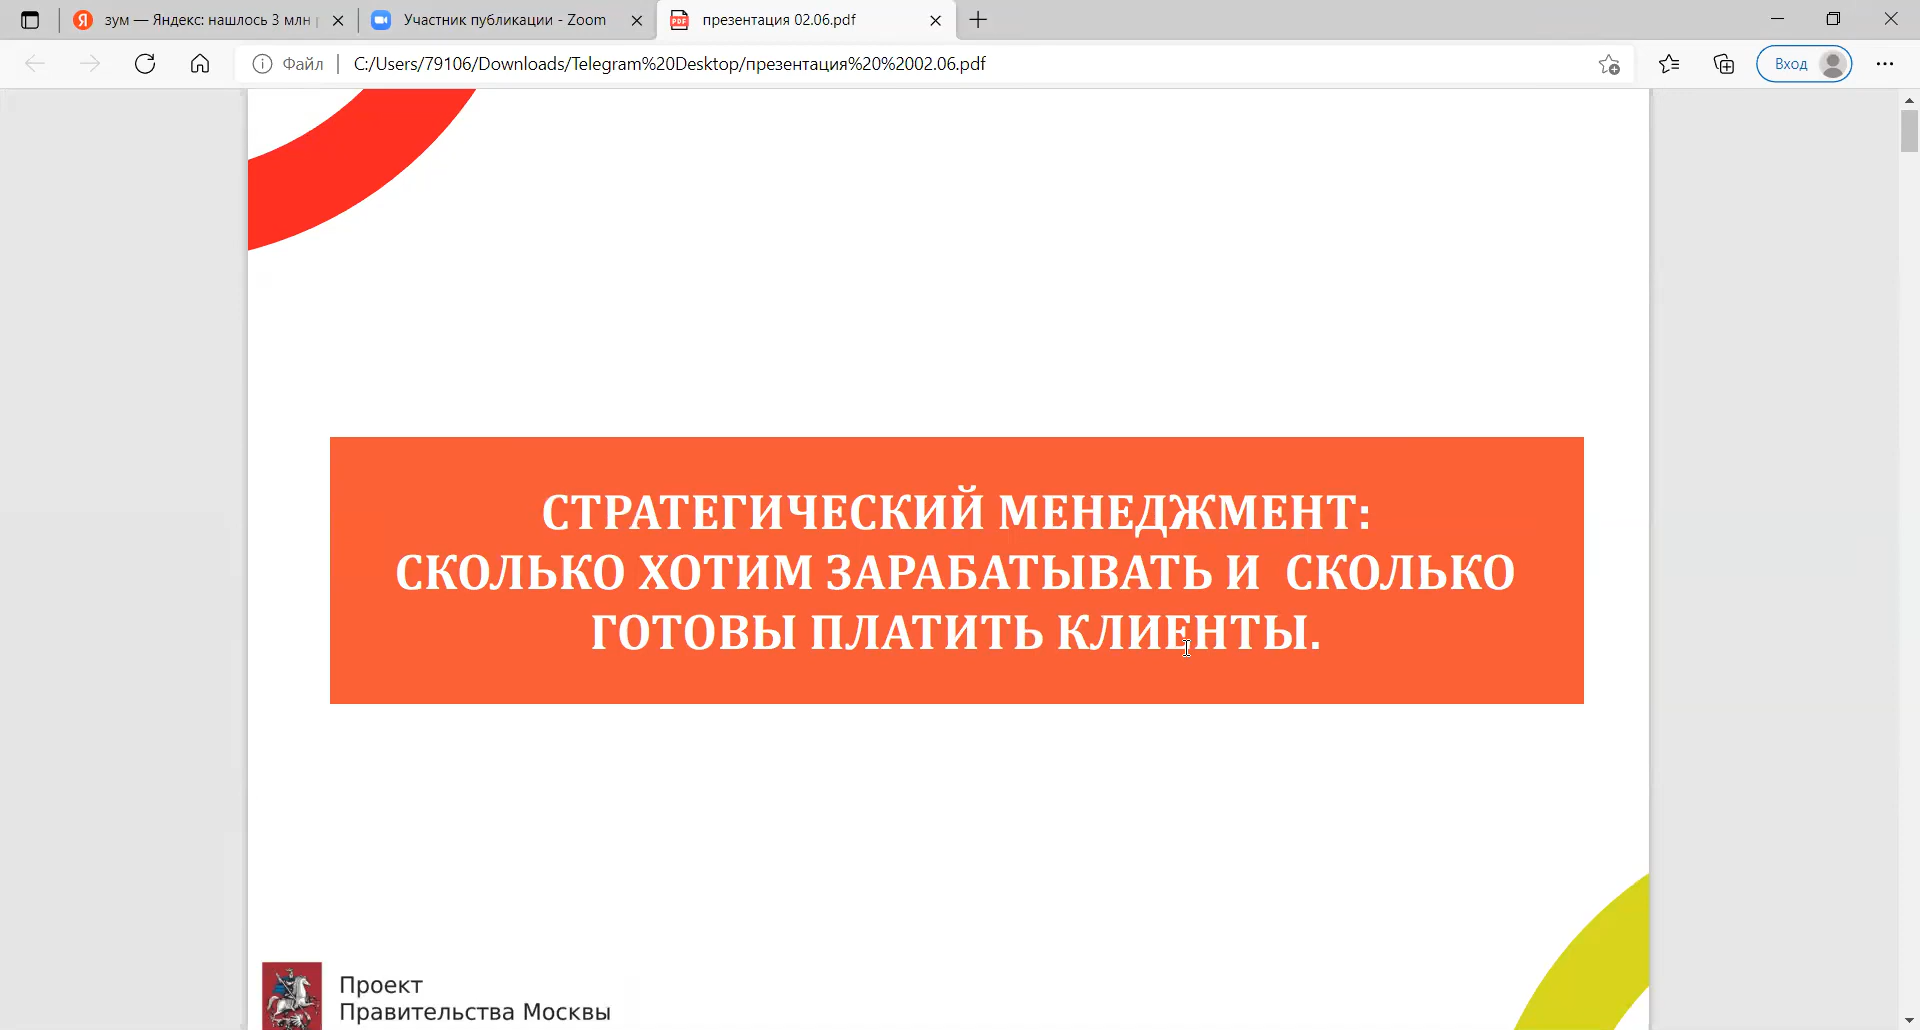 зум — Яндекс: нашлось 3 млн
Участник публикации - Zoom
презентация 02.06.pdf
Файл
C:/Users/79106/Downloads/Telegram%20Desktop/презентация%20%2002.06.pdf
Вход
СТРАТЕГИЧЕСКИЙ МЕНЕДЖМЕНТ:
СКОЛЬКО ХОТИМ ЗАРАБАТЫВАТЬ И СКОЛЬКО
ГОТОВЫ ПЛАТИТЬ КЛИЕНТЫ.
Проект
Правительства Москвы